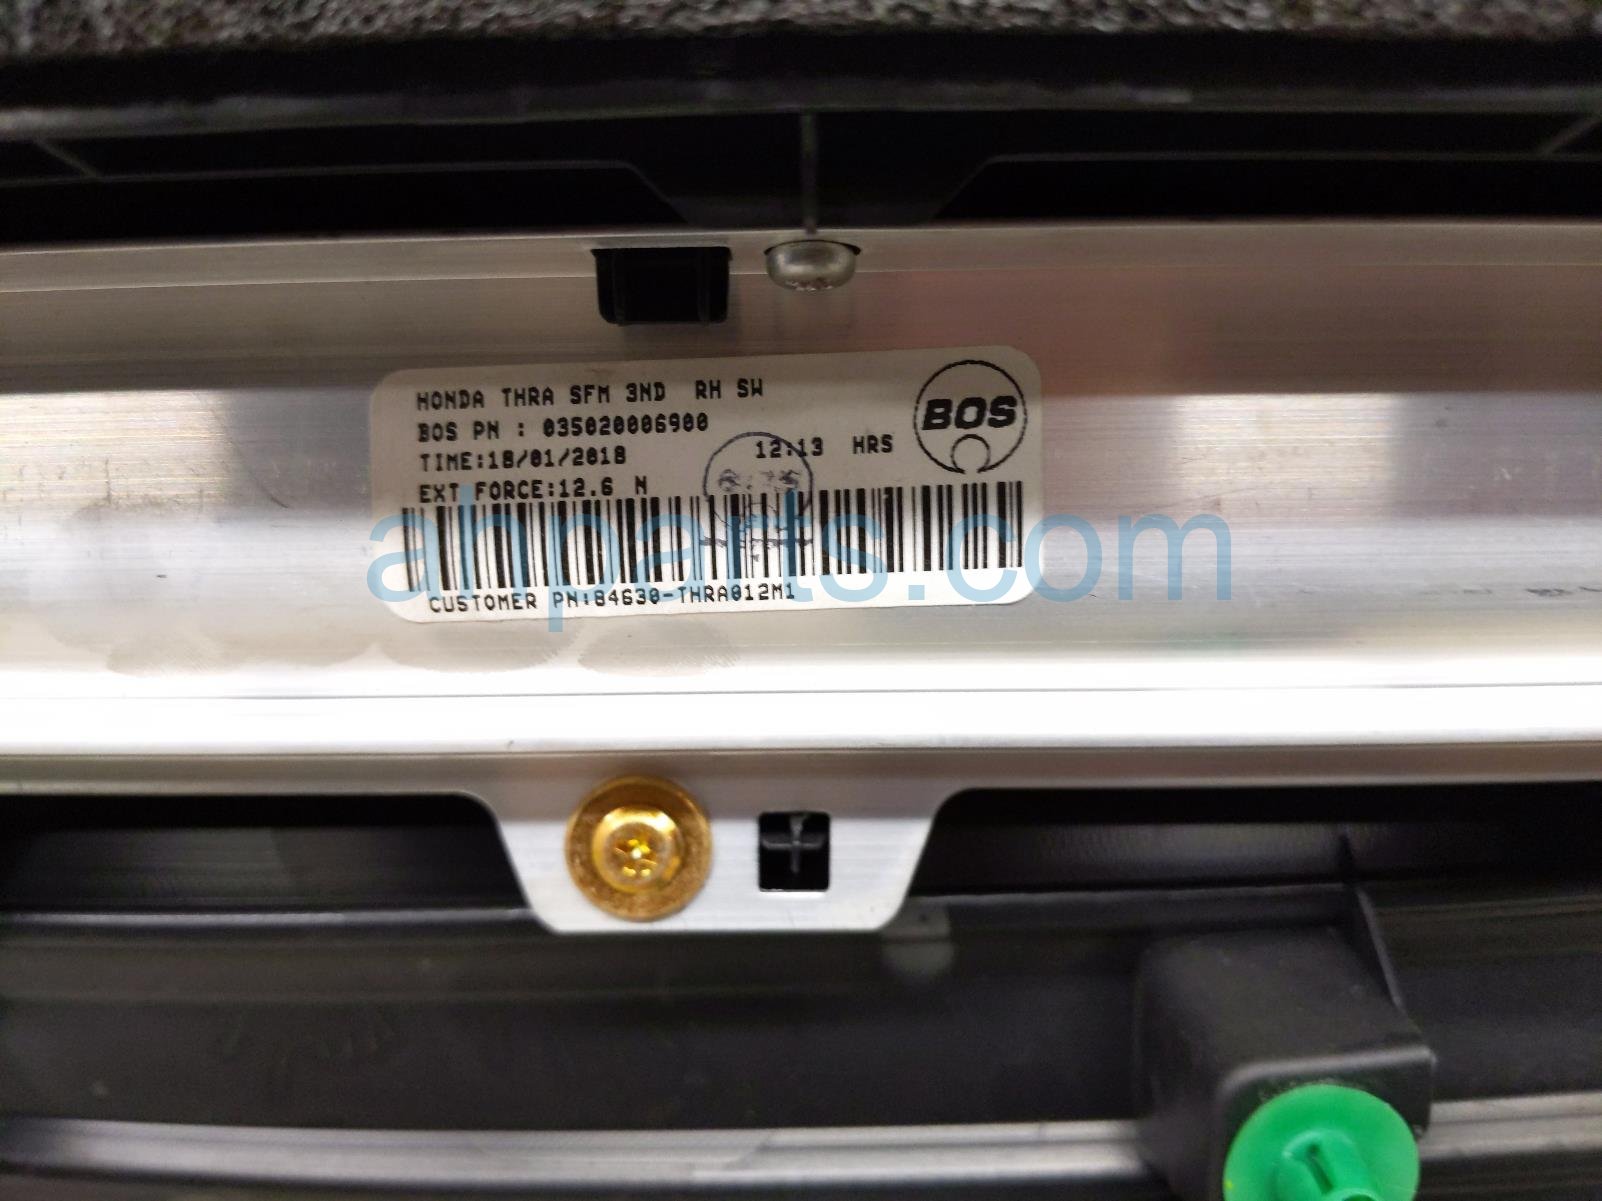 HONDA THRA SFM 3ND RH SW
BOS PN : 035020006900
TIME:18/01/2018 12:13 HRS
EXT FORCE:12.6 N
BOS
CUSTOMER PN:84630-THRA012M1
ahparts.com